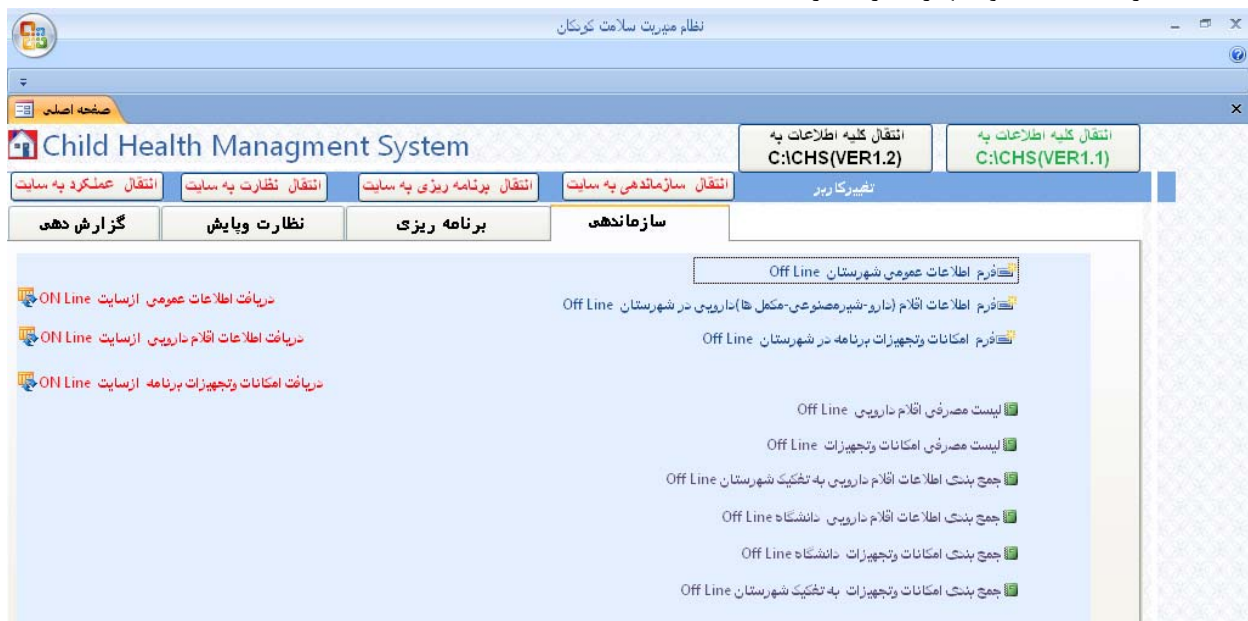 نظام میریت سلامت کودکان
صفحه اصلی
Child Health Managment System
انتقال کلیه اطلاعات به
C:\CHS(VER1.2)
انتقال کلیه اطلاعات به
C:\CHS(VER1.1)
تغییرکاربر
انتقال سازماندهی به سایت
انتقال برنامه ریزی به سایت
انتقال نظارت به سایت
انتقال عملکرد به سایت
سازماندهی
برنامه ریزی
نظارت وپایش
گزارش دهی
فرم اطلاعات عمومی شهرستان Off Line
فرم اطلاعات اقلام (دارو-شیرمصنوعی-مکمل ها)دارویی در شهرستان Off Line
فرم امکانات وتجهیزات برنامه در شهرستان Off Line
دریافت اطلاعات عمومی ازسایت ON Line
دریافت اطلاعات اقلام دارویی ازسایت ON Line
دریافت امکانات وتجهیزات برنامه ازسایت ON Line
لیست مصرفی اقلام دارویی Off Line
لیست مصرفی امکانات وتجهیزات Off Line
جمع بندی اطلاعات اقلام دارویی به تفکیک شهرستان Off Line
جمع بندی اطلاعات اقلام دارویی دانشگاه Off Line
جمع بندی امکانات وتجهیزات دانشگاه Off Line
جمع بندی امکانات وتجهیزات به تفکیک شهرستان Off Line